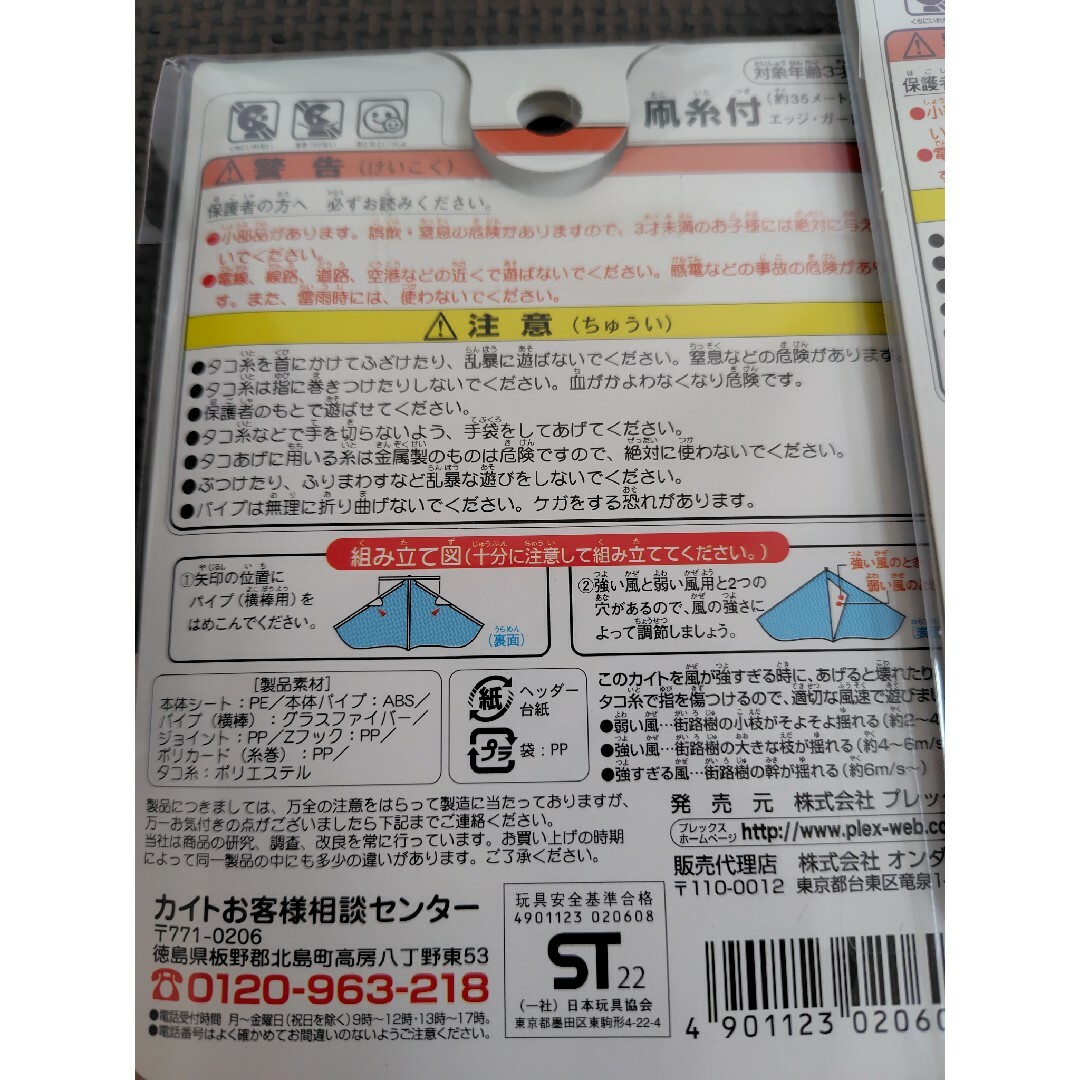 対象年齢3才
凧糸付
(約35メート
エッジ・ガー
くちにいれない
まきつけない
警告(けいこく)
保護者の方へ 必ずお読みください。
●小部品があります。誤飲・窒息の危険がありますので、3才未満のお子様には絶対に与え
いでください。
●電線、線路、道路、空港などの近くで遊ばないでください。感電などの事故の危険があ
す。また、雷雨時には、使わないでください。
注意(ちゅうい)
●タコ糸を首にかけてふざけたり、乱暴に遊ばないでください。窒息などの危険があります。
●タコ糸は指に巻きつけたりしないでください。血がかよわなくなり危険です。
●保護者のもとで遊ばせてください。
●タコ糸などで手を切らないよう、手袋をしてあげてください。
●タコあげに用いる糸は金属製のものは危険ですので、絶対に使わないでください。
●ぶつけたり、ふりまわすなど乱暴な遊びをしないでください。
●パイプは無理に折り曲げないでください。ケガをする恐れがあります。
組み立て図(十分に注意して組み立ててください。)
①矢印の位置に
パイプ(横棒用)を
はめこんでください。
(裏面)
②強い風と弱い風用と2つの
穴があるので、風の強さに
よって調節しましょう。
強い風のとき
弱い風の
[製品素材]
本体シート:PE/本体パイプ:ABS/
パイプ(横棒):グラスファイバー/
ジョイント:PP/Zフック:PP/
ポリカード(糸巻):PP/
タコ糸:ポリエステル
紙
ヘッダー
台紙
プラ
袋:PP
このカイトを風が強すぎる時に、あげると壊れたり
タコ糸で指を傷つけるので、適切な風速で遊びま
●弱い風…街路樹の小枝がそよそよ揺れる(約2~4
●強い風…街路樹の大きな枝が揺れる(約4~6m/s
●強すぎる風…街路樹の幹が揺れる(約6m/s~)
製品につきましては、万全の注意をはらって製造に当たっておりますが、
万一お気付きの点がございましたら下記までご連絡ください。
当社は商品の研究、調査、改良を常に行っています。お買い上げの時期
によって同一製品の中にも多少の違いがあります。ご了承ください。
発売元 株式会社 プレック
プレックス
ホームページ
http://www.plex-web.co
販売代理店 株式会社 オンダ
〒110-0012 東京都台東区竜泉1-
カイトお客様相談センター
〒771-0206
徳島県板野郡北島町高房八丁野東53
☎0120-963-218
●電話受付時間 月~金曜日(祝日を除く)9時~12時・13時~17時。
●電話番号はよく確かめてお間違いのないようご注意ください。
玩具安全基準合格
4901123 020608
ST 22
(一社)日本玩具協会
東京都墨田区東駒形4-22-4
4 901123 02060
保護者
●小
い
●電
す